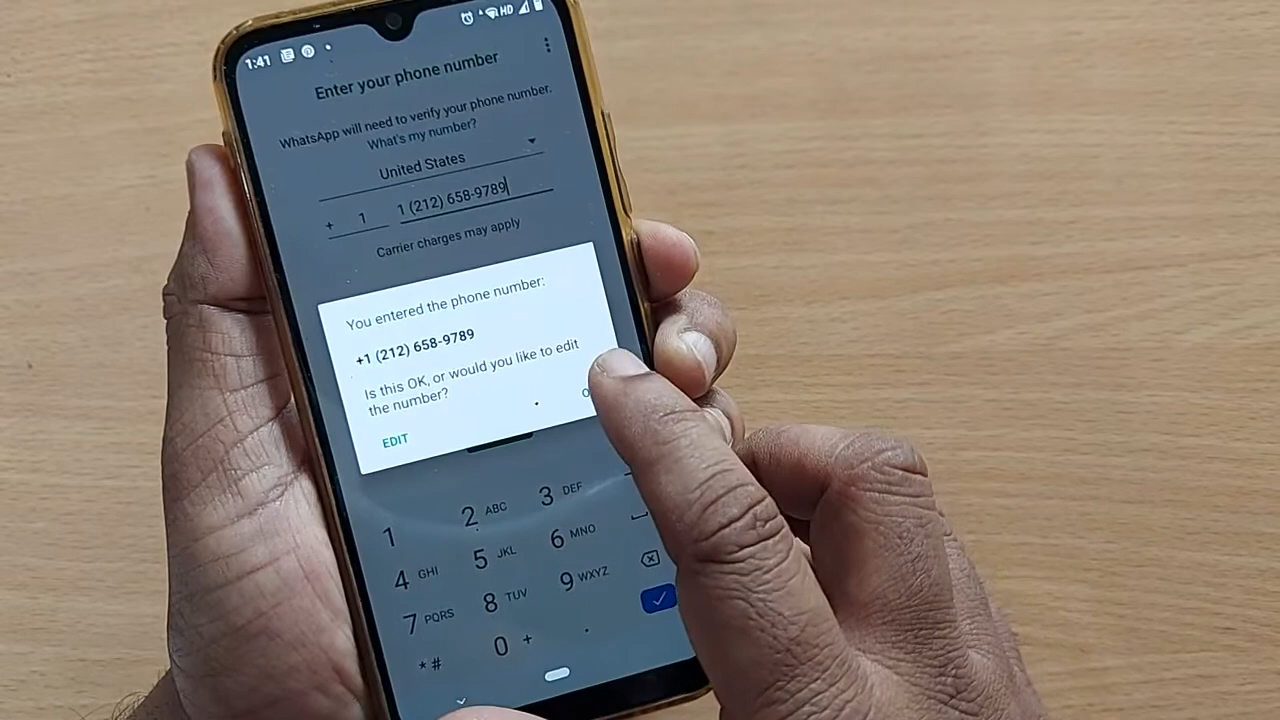 1:41
HD
Enter your phone number
WhatsApp will need to verify your phone number.
What's my number?
United States
+ 1 1 (212) 658-9789
Carrier charges may apply
You entered the phone number:
+1 (212) 658-9789
Is this OK, or would you like to edit
the number?
EDIT
1 2 ABC 3 DEF
4 GHI 5 JKL 6 MNO
7 PQRS 8 TUV 9 WXYZ
*# 0 + .